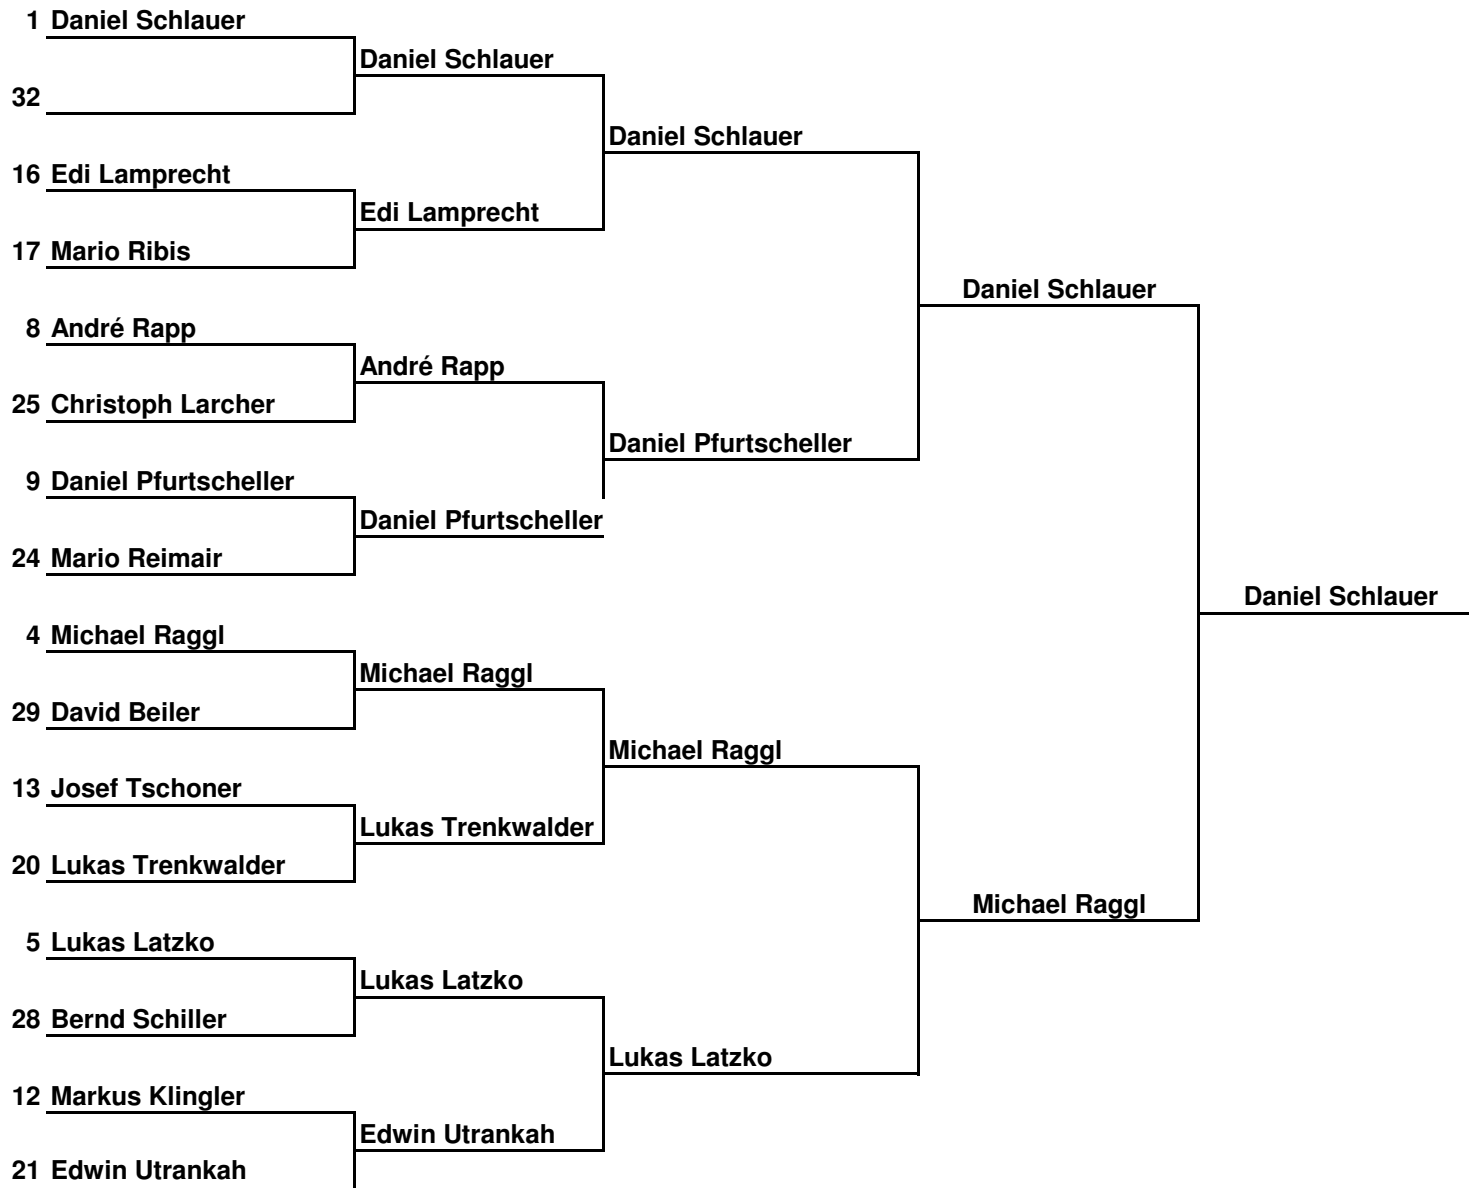 1 Daniel Schlauer
Daniel Schlauer
32
Daniel Schlauer
16 Edi Lamprecht
Edi Lamprecht
17 Mario Ribis
Daniel Schlauer
8 André Rapp
André Rapp
25 Christoph Larcher
Daniel Pfurtscheller
9 Daniel Pfurtscheller
Daniel Pfurtscheller
24 Mario Reimair
Daniel Schlauer
4 Michael Raggl
Michael Raggl
29 David Beiler
Michael Raggl
13 Josef Tschoner
Lukas Trenkwalder
20 Lukas Trenkwalder
Michael Raggl
5 Lukas Latzko
Lukas Latzko
28 Bernd Schiller
Lukas Latzko
12 Markus Klingler
Edwin Utrankah
21 Edwin Utrankah